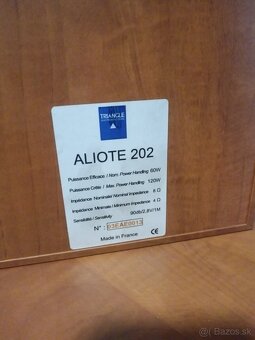 TRIANGLE
ALIOTE 202
Puissance Efficace / Nom. Power Handling 60W
Puissance Crête / Max. Power Handling 120W
Impédance Nominale/ Nominal Impedance 8 Ω
Impédance Minimale / Minimum Impedance 4 Ω
Sensibilité / Sensitivity 90db/2.8V/1M
N° :
Made in France CE
bazos.sk